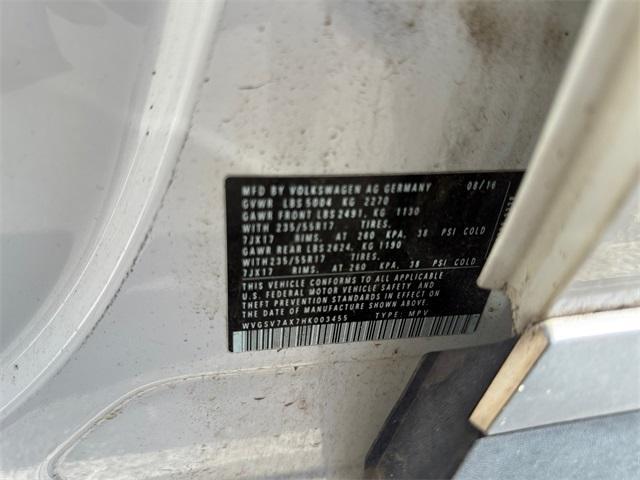 MFD BY VOLKSWAGEN AG GERMANY 08/16
GVWR LBS 5004 KG 2270
GAWR FRONT LBS 2491, KG 1130
WITH 235/55R17 TIRES,
7JX17 RIMS, AT 260 KPA, 38 PSI COLD
GAWR REAR LBS 2624, KG 1190
WITH 235/55R17 TIRES,
7JX17 RIMS, AT 260 KPA, 38 PSI COLD
THIS VEHICLE CONFORMS TO ALL APPLICABLE
U.S. FEDERAL MOTOR VEHICLE SAFETY AND
THEFT PREVENTION STANDARDS IN EFFECT ON
THE DATE OF MANUFACTURE SHOWN ABOVE.
WVGSV7AX7HK003455 TYPE: MPV